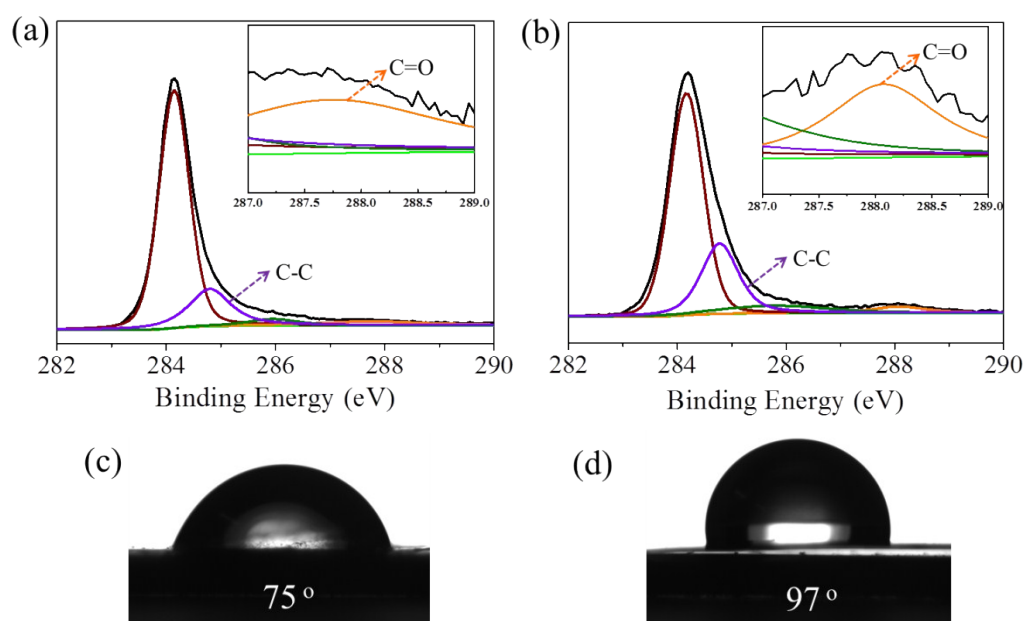 (a)
C=O
287.0 287.5 288.0 288.5 289.0
C-C
282 284 286 288 290
Binding Energy (eV)
(b)
C=O
287.0 287.5 288.0 288.5 289.0
C-C
282 284 286 288 290
Binding Energy (eV)
(c)
75 o
(d)
97 o